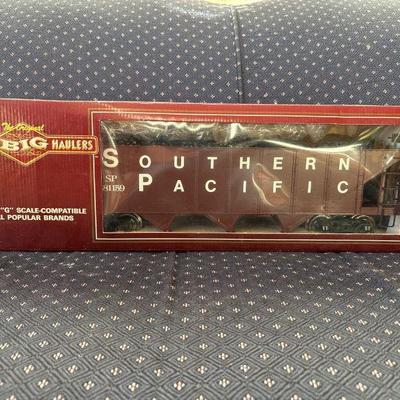 The Original
BIG HAULERS
"G" SCALE-COMPATIBLE
L POPULAR BRANDS
SOUTHERN
PACIFIC
SP
81159